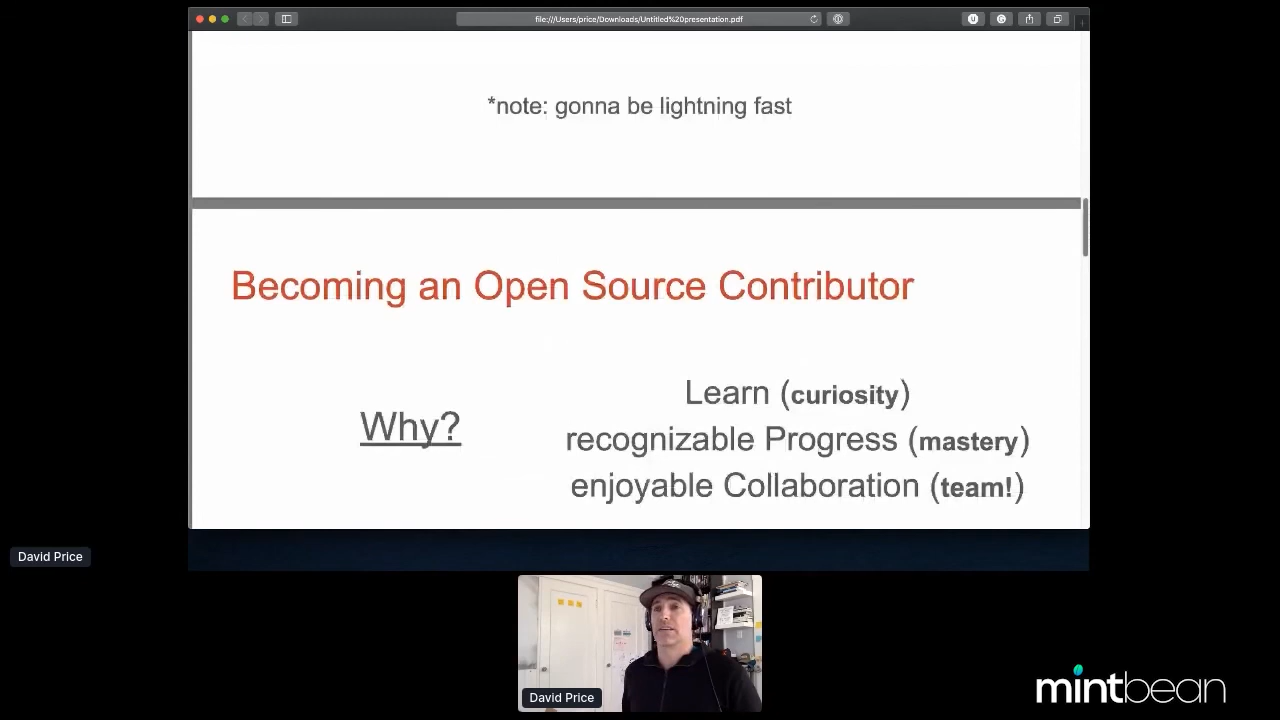 file:///Users/price/Downloads/Untitled%20presentation.pdf
*note: gonna be lightning fast
Becoming an Open Source Contributor
Why?
Learn (curiosity)
recognizable Progress (mastery)
enjoyable Collaboration (team!)
David Price
David Price
mintbean